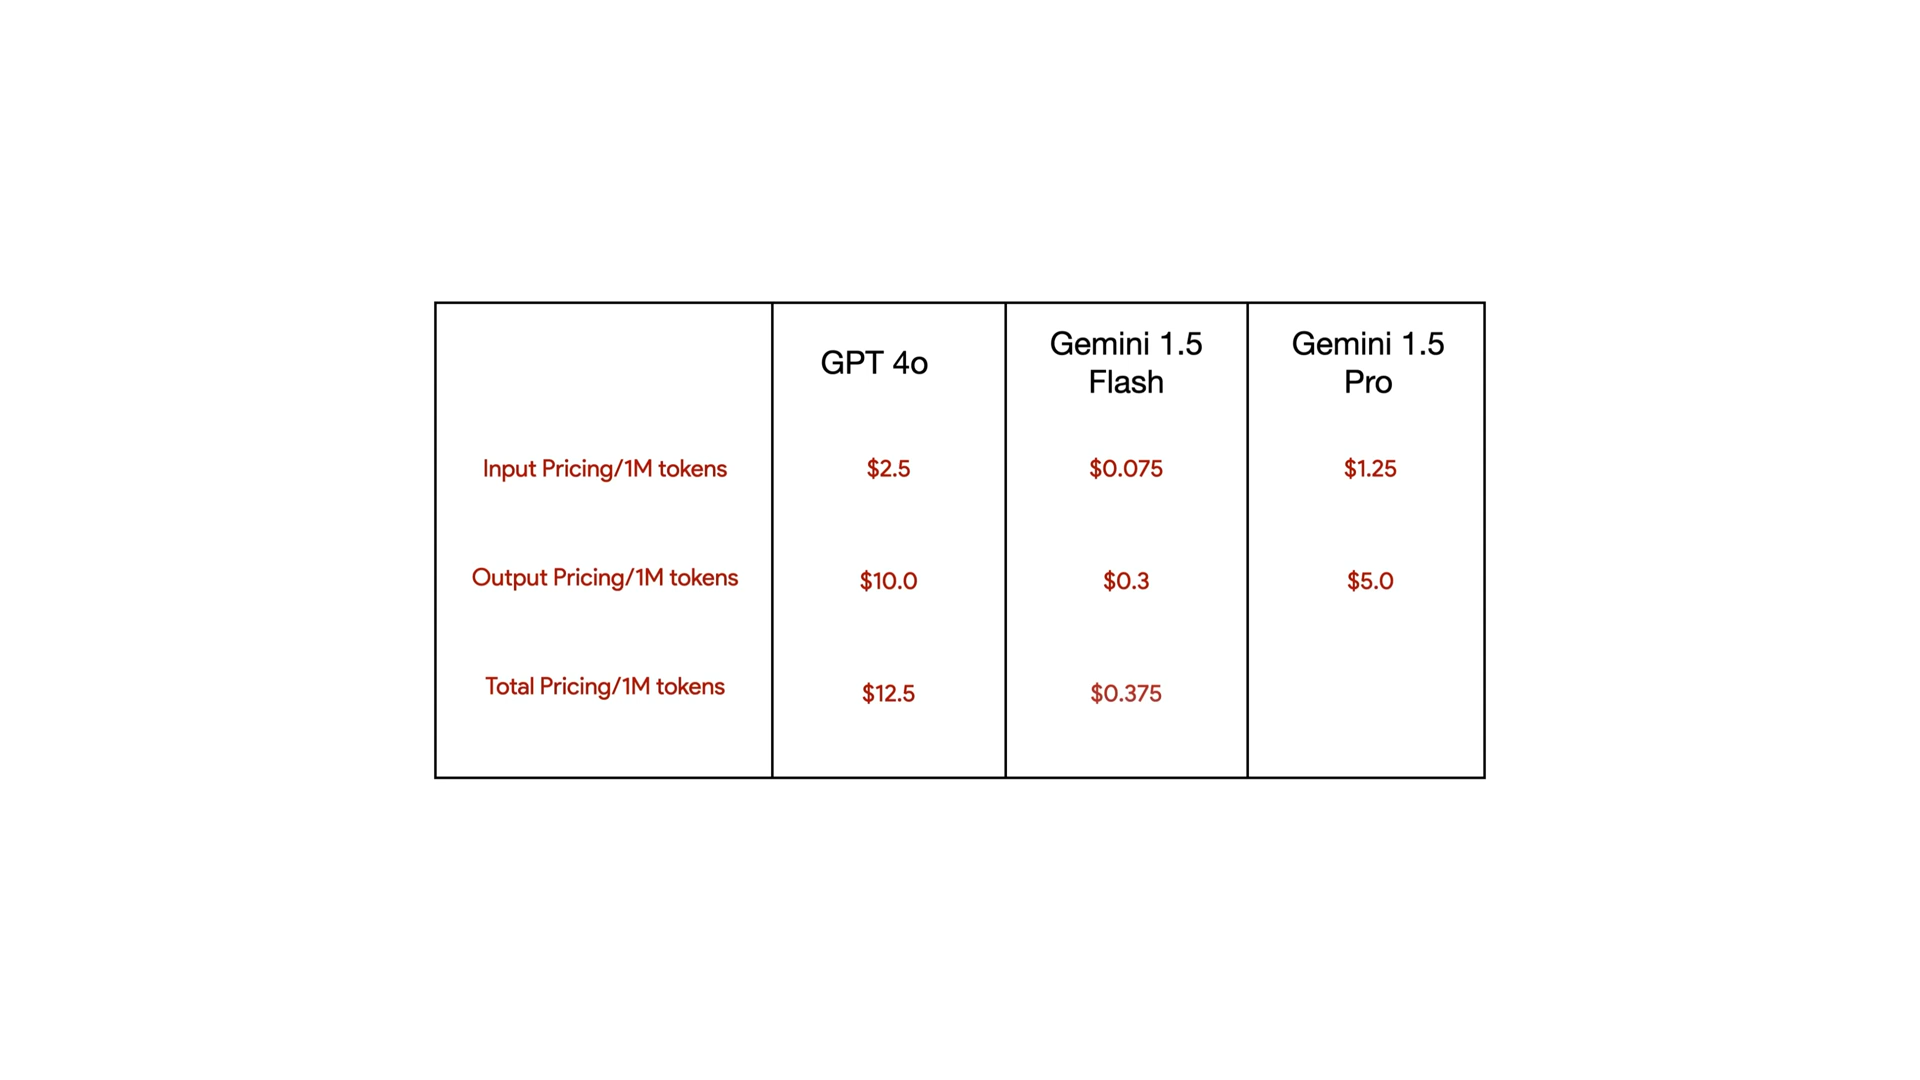 GPT 4o
Gemini 1.5
Flash
Gemini 1.5
Pro
Input Pricing/1M tokens $2.5 $0.075 $1.25
Output Pricing/1M tokens $10.0 $0.3 $5.0
Total Pricing/1M tokens $12.5 $0.375